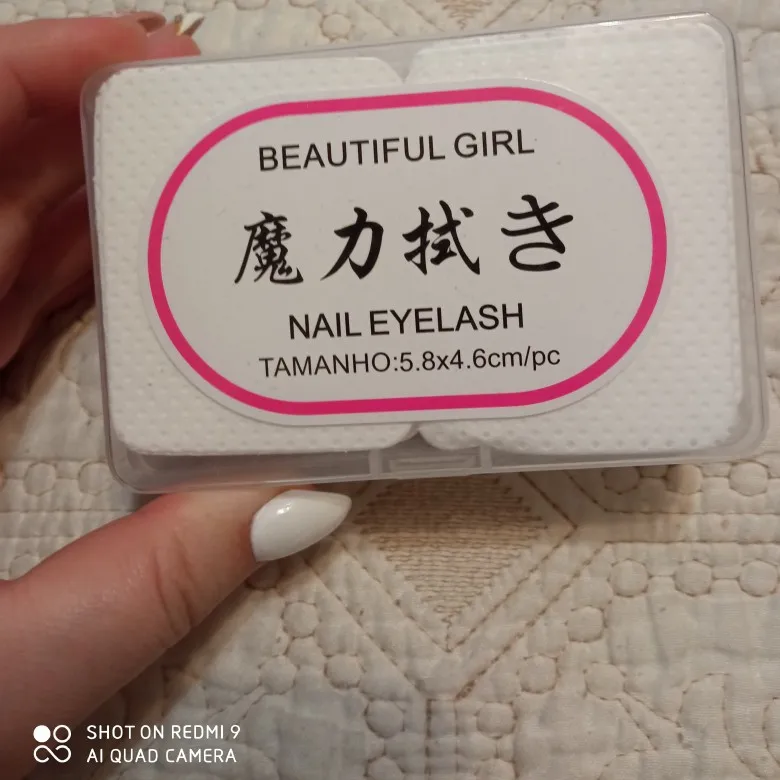 BEAUTIFUL GIRL
魔力拭き
NAIL EYELASH
TAMANHO:5.8x4.6cm/pc
SHOT ON REDMI 9
AI QUAD CAMERA